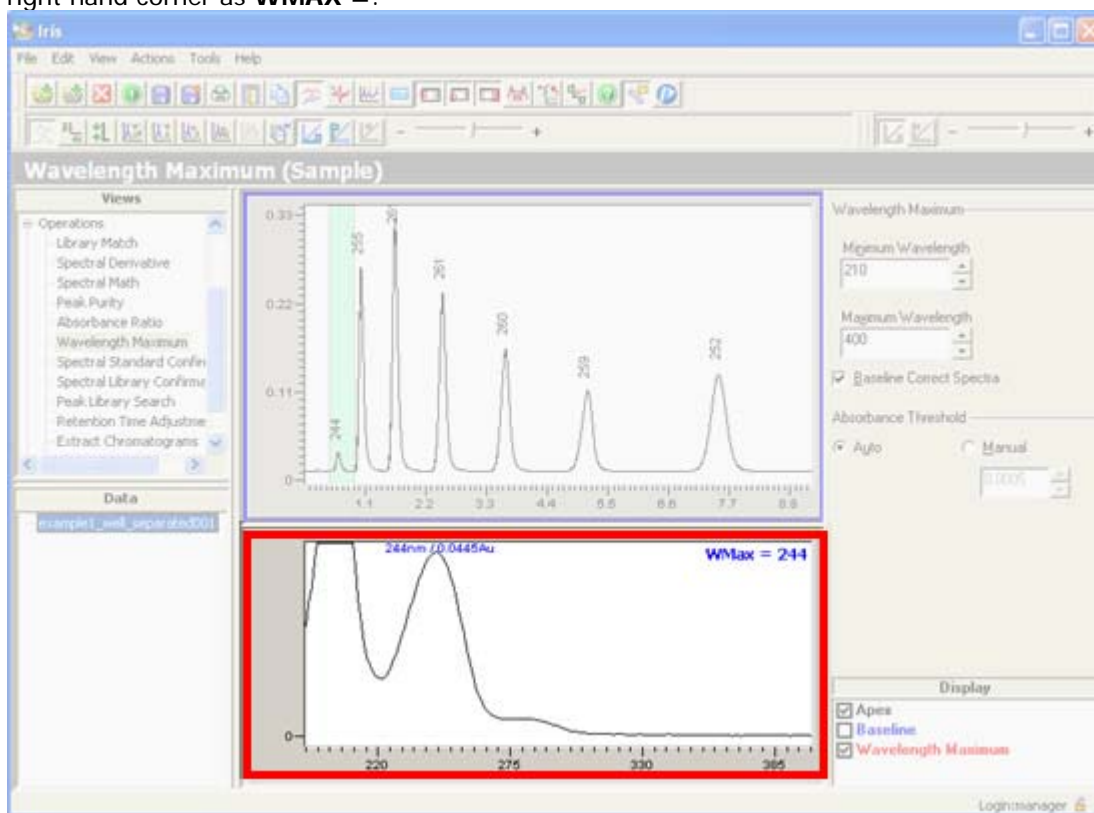 right hand corner as WMAX =.
Iris
File Edit View Actions Tools Help
- +
- +
Wavelength Maximum (Sample)
Views
Operations
Library Match
Spectral Derivative
Spectral Math
Peak Purity
Absorbance Ratio
Wavelength Maximum
Spectral Standard Confirm
Spectral Library Confirma
Peak Library Search
Retention Time Adjustme
Extract Chromatograms
Data
example1_well_separated001
0.33
0.22
0.11
0
244
255
261
260
259
252
1.1 2.2 3.3 4.4 5.5 6.6 7.7 8.8
244nm / 0.0445Au
WMax = 244
0
220 275 330 385
Wavelength Maximum
Minimum Wavelength
210
Maximum Wavelength
400
Baseline Correct Spectra
Absorbance Threshold
Auto Manual
0.0005
Display
Apex
Baseline
Wavelength Maximum
Login:manager